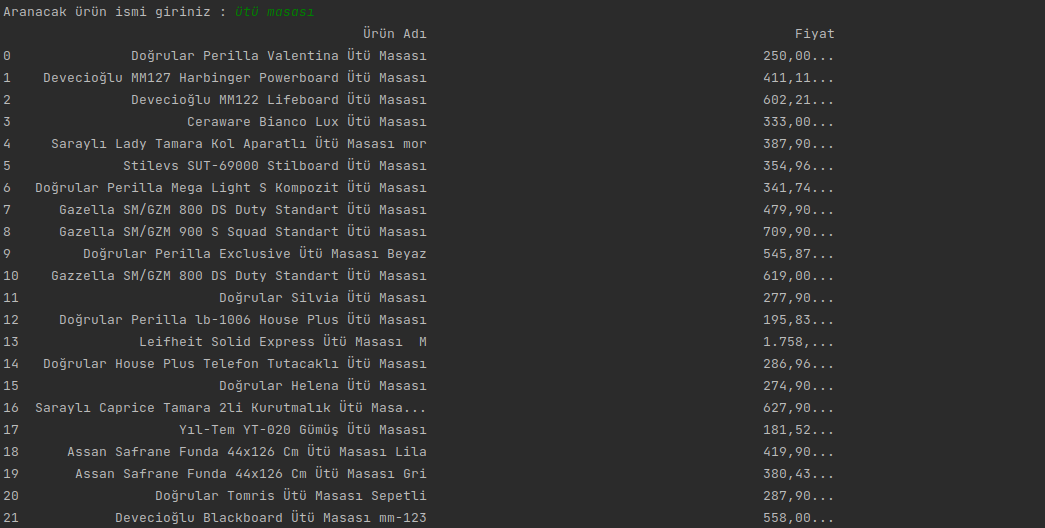 Aranacak ürün ismi giriniz : ütü masası
Ürün Adı Fiyat
0 Doğrular Perilla Valentina Ütü Masası 250,00...
1 Devecioğlu MM127 Harbinger Powerboard Ütü Masası 411,11...
2 Devecioğlu MM122 Lifeboard Ütü Masası 602,21...
3 Ceraware Bianco Lux Ütü Masası 333,00...
4 Saraylı Lady Tamara Kol Aparatlı Ütü Masası mor 387,90...
5 Stilevs SUT-69000 Stilboard Ütü Masası 354,96...
6 Doğrular Perilla Mega Light S Kompozit Ütü Masası 341,74...
7 Gazella SM/GZM 800 DS Duty Standart Ütü Masası 479,90...
8 Gazella SM/GZM 900 S Squad Standart Ütü Masası 709,90...
9 Doğrular Perilla Exclusive Ütü Masası Beyaz 545,87...
10 Gazzella SM/GZM 800 DS Duty Standart Ütü Masası 619,00...
11 Doğrular Silvia Ütü Masası 277,90...
12 Doğrular Perilla lb-1006 House Plus Ütü Masası 195,83...
13 Leifheit Solid Express Ütü Masası  M 1.758,...
14 Doğrular House Plus Telefon Tutacaklı Ütü Masası 286,96...
15 Doğrular Helena Ütü Masası 274,90...
16 Saraylı Caprice Tamara 2li Kurutmalık Ütü Masa... 627,90...
17 Yıl-Tem YT-020 Gümüş Ütü Masası 181,52...
18 Assan Safrane Funda 44x126 Cm Ütü Masası Lila 419,90...
19 Assan Safrane Funda 44x126 Cm Ütü Masası Gri 380,43...
20 Doğrular Tomris Ütü Masası Sepetli 287,90...
21 Devecioğlu Blackboard Ütü Masası mm-123 558,00...